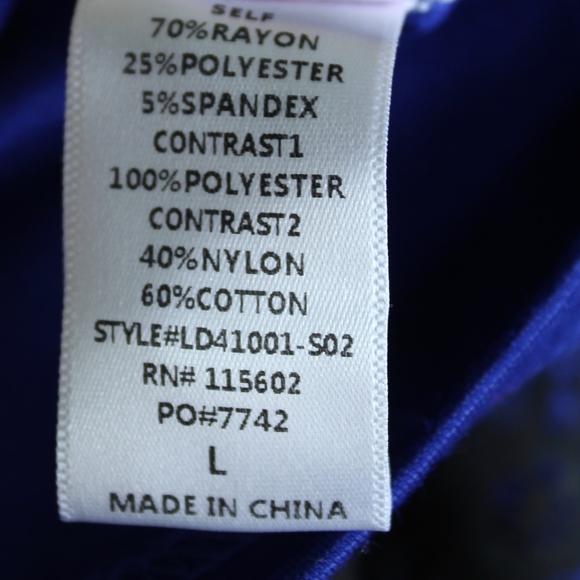 SELF
70%RAYON
25%POLYESTER
5%SPANDEX
CONTRAST1
100%POLYESTER
CONTRAST2
40%NYLON
60%COTTON
STYLE#LD41001-S02
RN# 115602
PO#7742
L
MADE IN CHINA